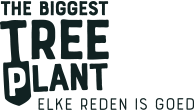 THE BIGGEST
TREE
PLANT
ELKE REDEN IS GOED